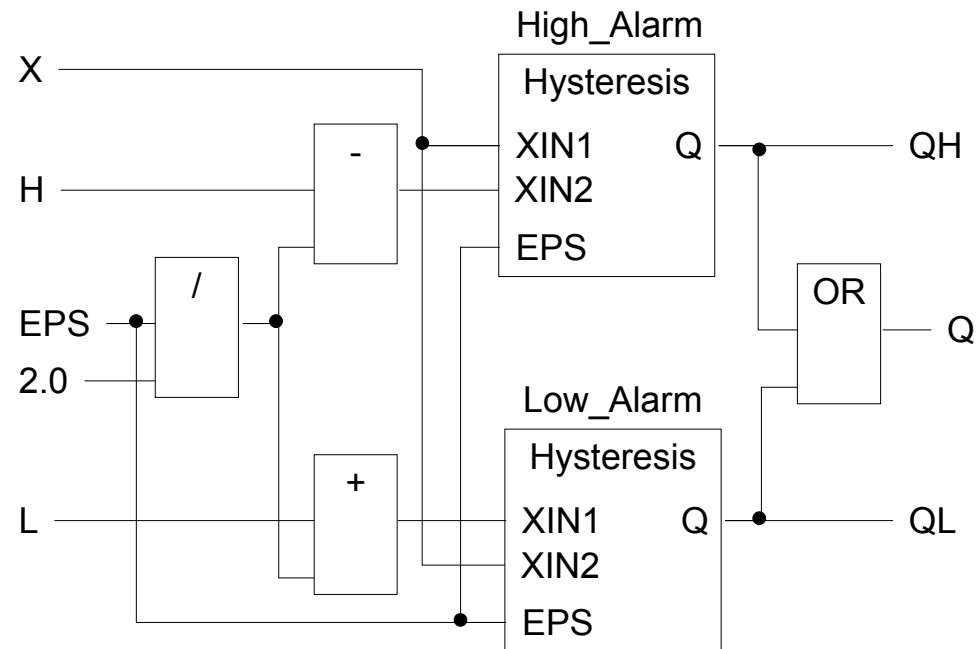 High_Alarm
X
Hysteresis
XIN1 Q
QH
-
H
XIN2
EPS
/
OR
EPS
Q
2.0
Low_Alarm
Hysteresis
+
L
XIN1 Q
QL
XIN2
EPS